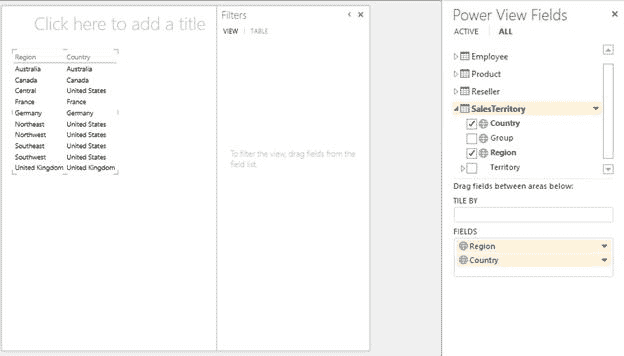 Click here to add a title
Region Country
Australia Australia
Canada Canada
Central United States
France France
Germany Germany
Northeast United States
Northwest United States
Southeast United States
Southwest United States
United Kingdom United Kingdom
Filters
VIEW | TABLE
To filter the view, drag fields from the
field list.
Power View Fields
ACTIVE ALL
Employee
Product
Reseller
SalesTerritory
Country
Group
Region
Territory
Drag fields between areas below:
TILE BY
FIELDS
Region
Country